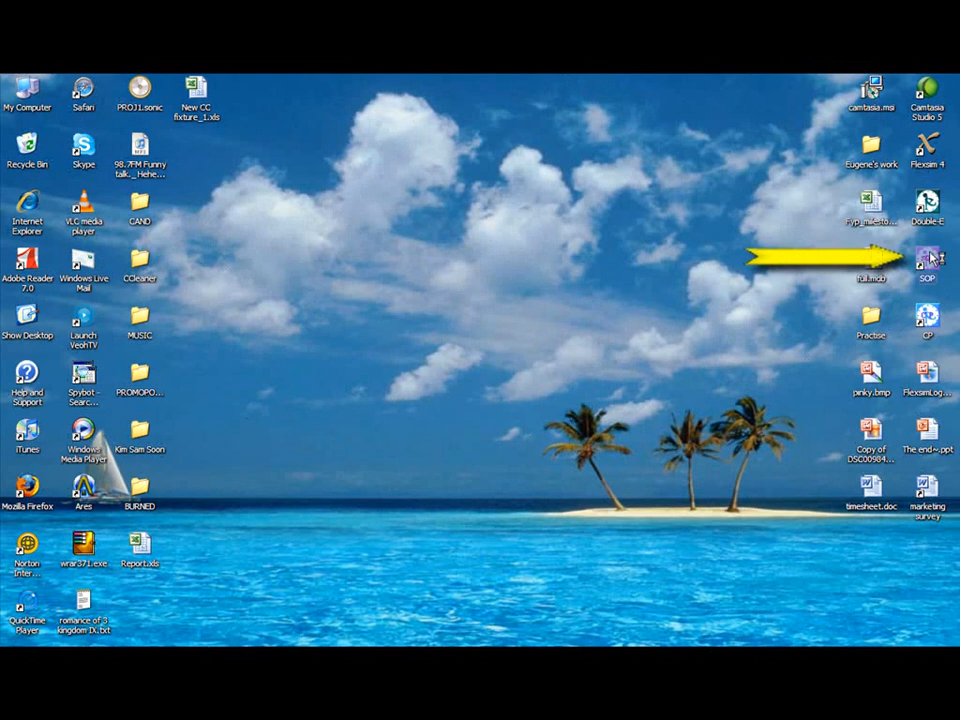 My Computer
Safari
PROJ1.sonic
New CC
fixture_1.xls
camtasia.msi
Camtasia
Studio 5
Recycle Bin
Skype
98.7FM Funny
talk._Hehe...
Eugene's work
Flexsim 4
Internet
Explorer
VLC media
player
CAND
Fyp_milesto...
Double-E
Adobe Reader
7.0
Windows Live
Mail
CCleaner
full.mdb
SOP
Show Desktop
Launch
VeohTV
MUSIC
Practise
CP
Help and
Support
Spybot -
Searc...
PROMOPO...
pinky.bmp
FlexsimLog...
iTunes
Windows
Media Player
Kim Sam Soon
Copy of
DSC00984...
The end~.ppt
Mozilla Firefox
Ares
BURNED
timesheet.doc
marketing
survey
Norton
Inter...
wrar371.exe
Report.xls
QuickTime
Player
romance of 3
kingdom IX.txt